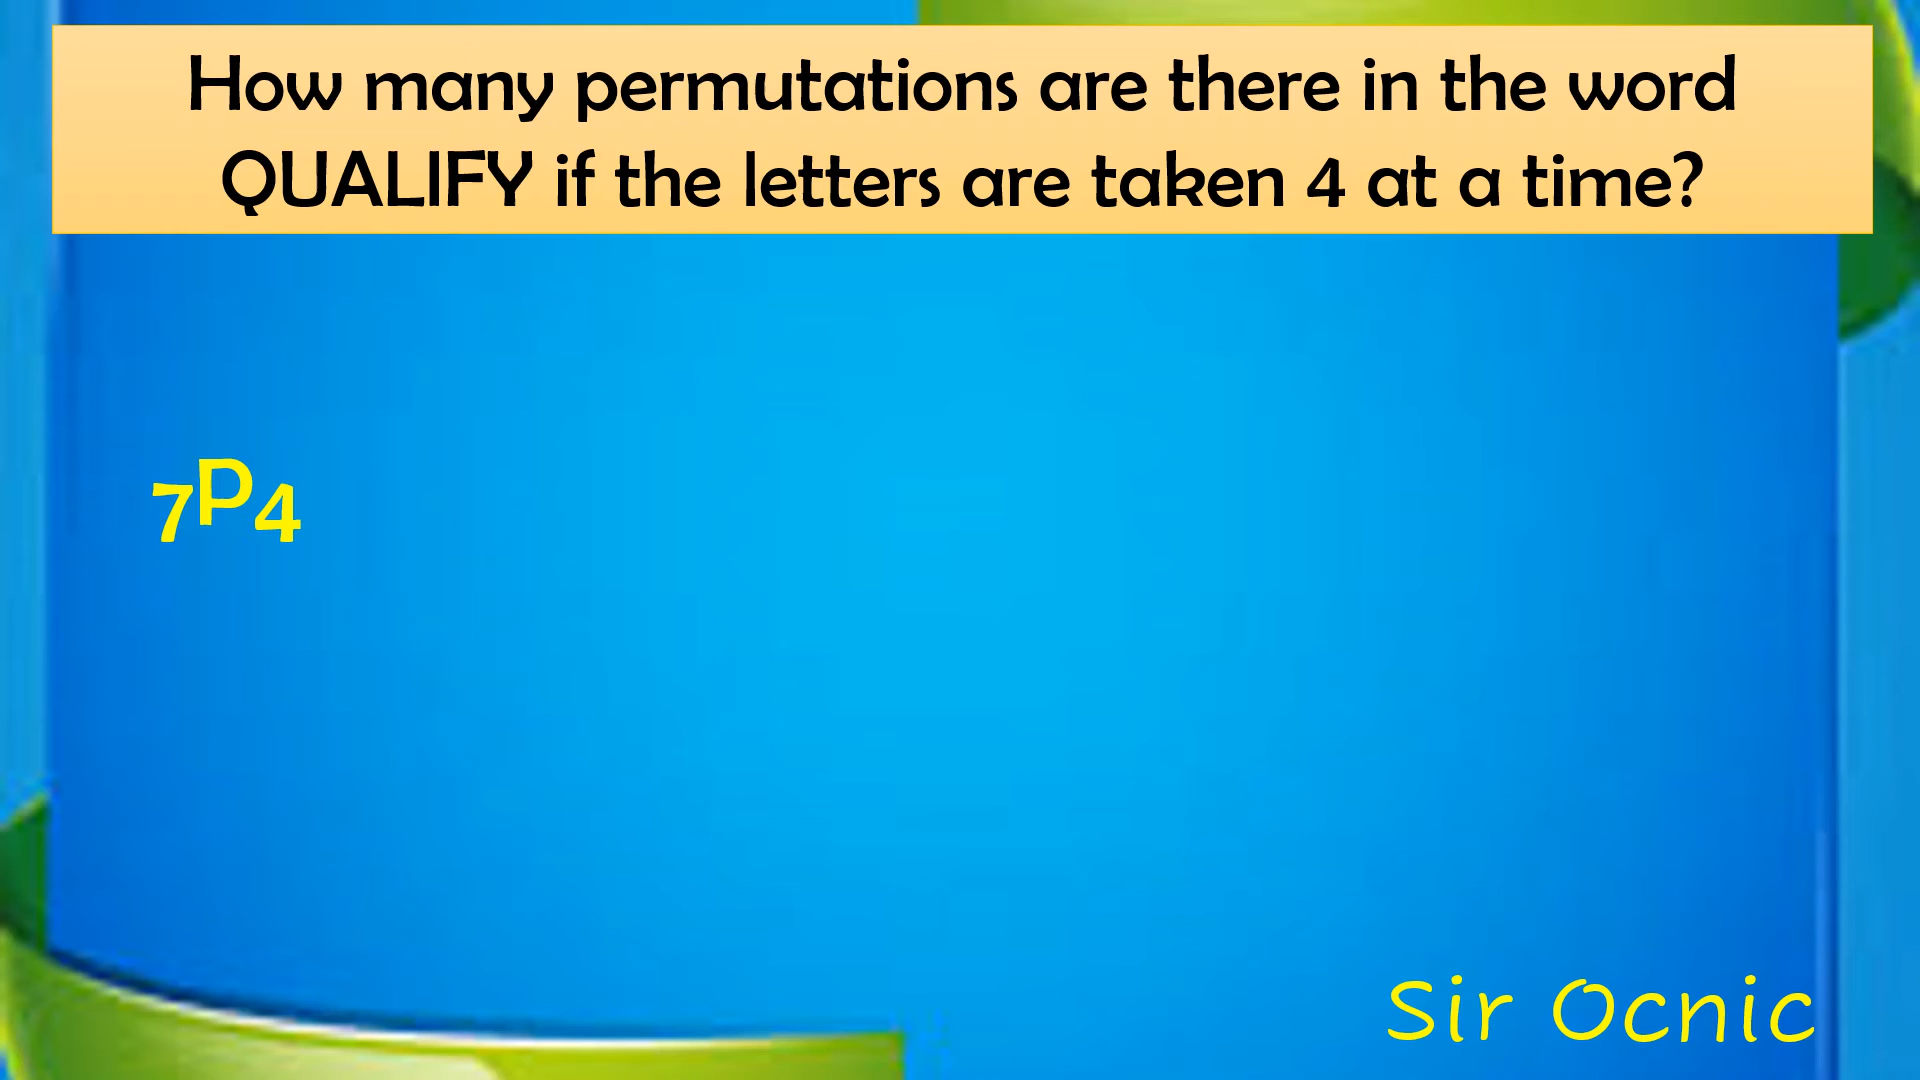 How many permutations are there in the word
QUALIFY if the letters are taken 4 at a time?
7P4
Sir Ocnic